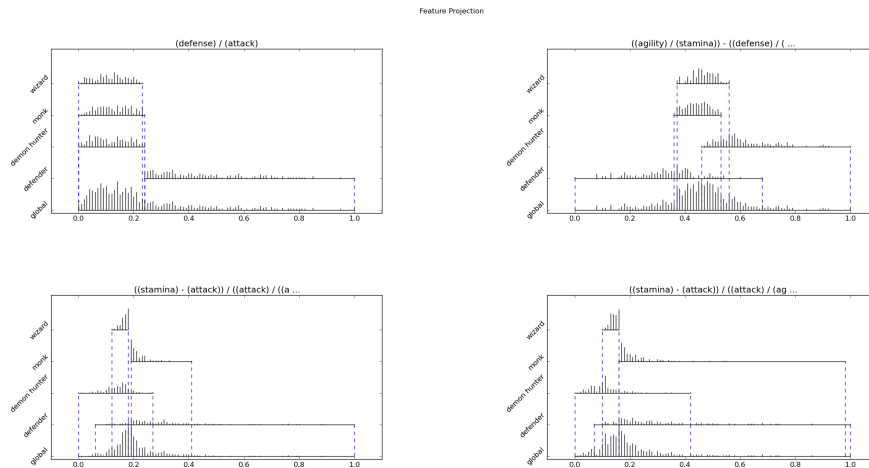 Feature Projection
(defense) / (attack)
wizard
monk
demon hunter
defender
global
0.0 0.2 0.4 0.6 0.8 1.0
((agility) / (stamina)) - ((defense) / ( ...
wizard
monk
demon hunter
defender
global
0.0 0.2 0.4 0.6 0.8 1.0
((stamina) - (attack)) / ((attack) / ((a ...
wizard
monk
demon hunter
defender
global
0.0 0.2 0.4 0.6 0.8 1.0
((stamina) - (attack)) / ((attack) / (ag ...
wizard
monk
demon hunter
defender
global
0.0 0.2 0.4 0.6 0.8 1.0